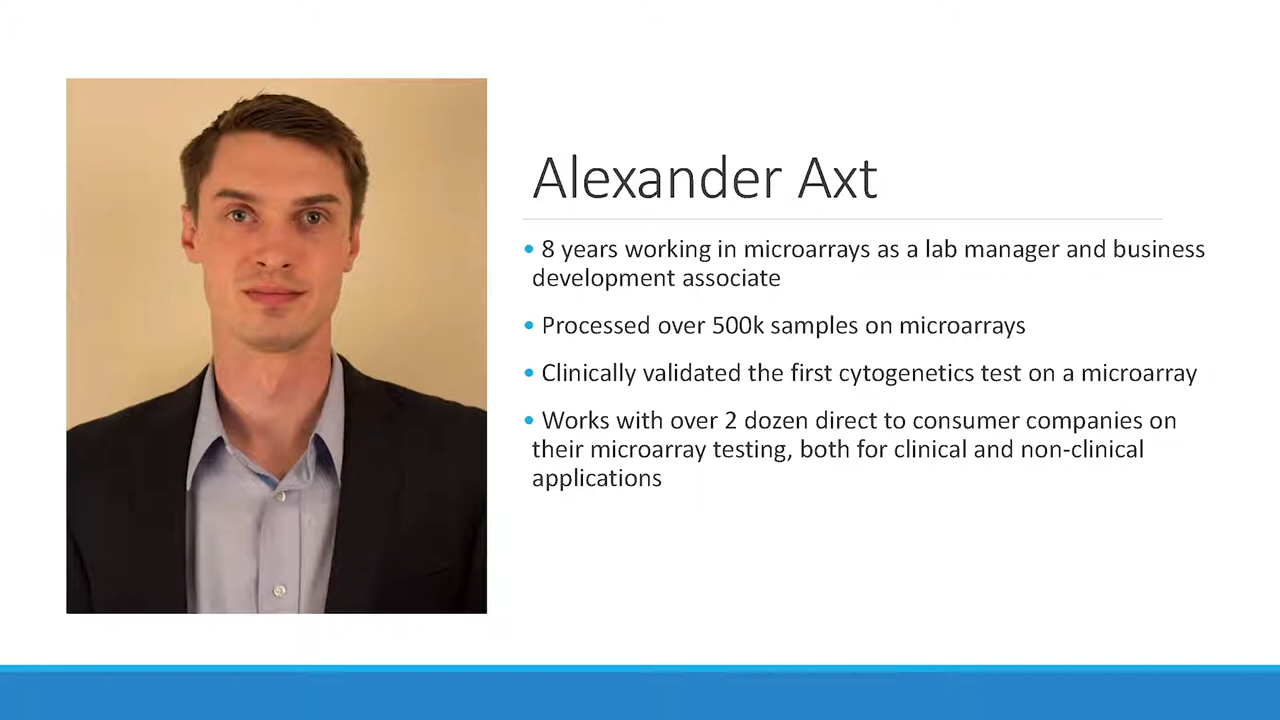 Alexander Axt
• 8 years working in microarrays as a lab manager and business
development associate
• Processed over 500k samples on microarrays
• Clinically validated the first cytogenetics test on a microarray
• Works with over 2 dozen direct to consumer companies on
their microarray testing, both for clinical and non-clinical
applications